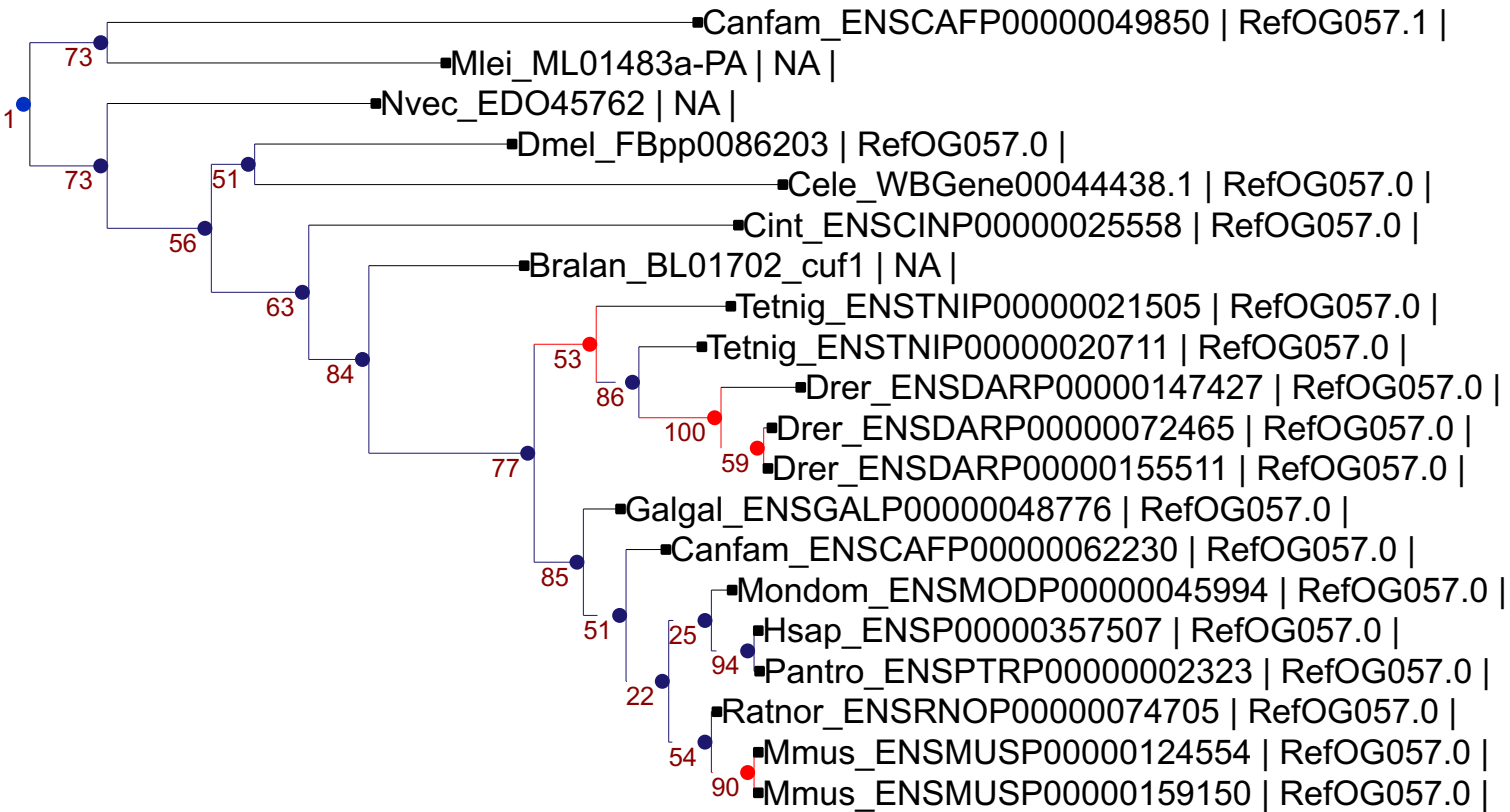 Canfam_ENSCAFP00000049850 | RefOG057.1 |
73
Mlei_ML01483a-PA | NA |
1
Nvec_EDO45762 | NA |
Dmel_FBpp0086203 | RefOG057.0 |
73
51
Cele_WBGene00044438.1 | RefOG057.0 |
Cint_ENSCINP00000025558 | RefOG057.0 |
56
Bralan_BL01702_cuf1 | NA |
63
Tetnig_ENSTNIP00000021505 | RefOG057.0 |
84
53
Tetnig_ENSTNIP00000020711 | RefOG057.0 |
86
Drer_ENSDARP00000147427 | RefOG057.0 |
100
Drer_ENSDARP00000072465 | RefOG057.0 |
77
59
Drer_ENSDARP00000155511 | RefOG057.0 |
Galgal_ENSGALP00000048776 | RefOG057.0 |
Canfam_ENSCAFP00000062230 | RefOG057.0 |
85
Mondom_ENSMODP00000045994 | RefOG057.0 |
51
25
Hsap_ENSP00000357507 | RefOG057.0 |
94
Pantro_ENSPTRP00000002323 | RefOG057.0 |
22
Ratnor_ENSRNOP00000074705 | RefOG057.0 |
54
Mmus_ENSMUSP00000124554 | RefOG057.0 |
90
Mmus_ENSMUSP00000159150 | RefOG057.0 |